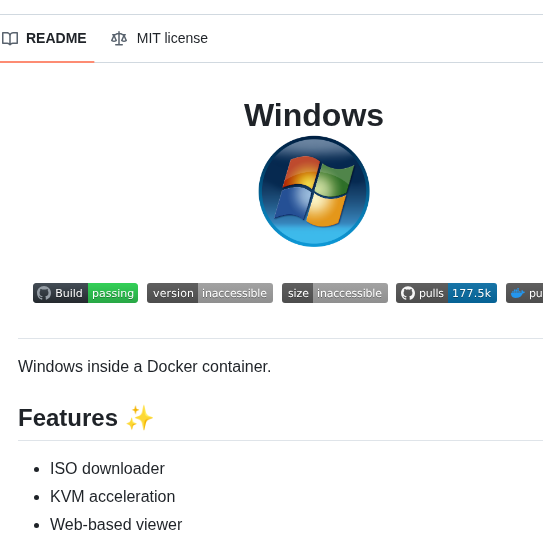 README MIT license
Windows
Build passing version inaccessible size inaccessible pulls 177.5k
Windows inside a Docker container.
Features ✨
• ISO downloader
• KVM acceleration
• Web-based viewer